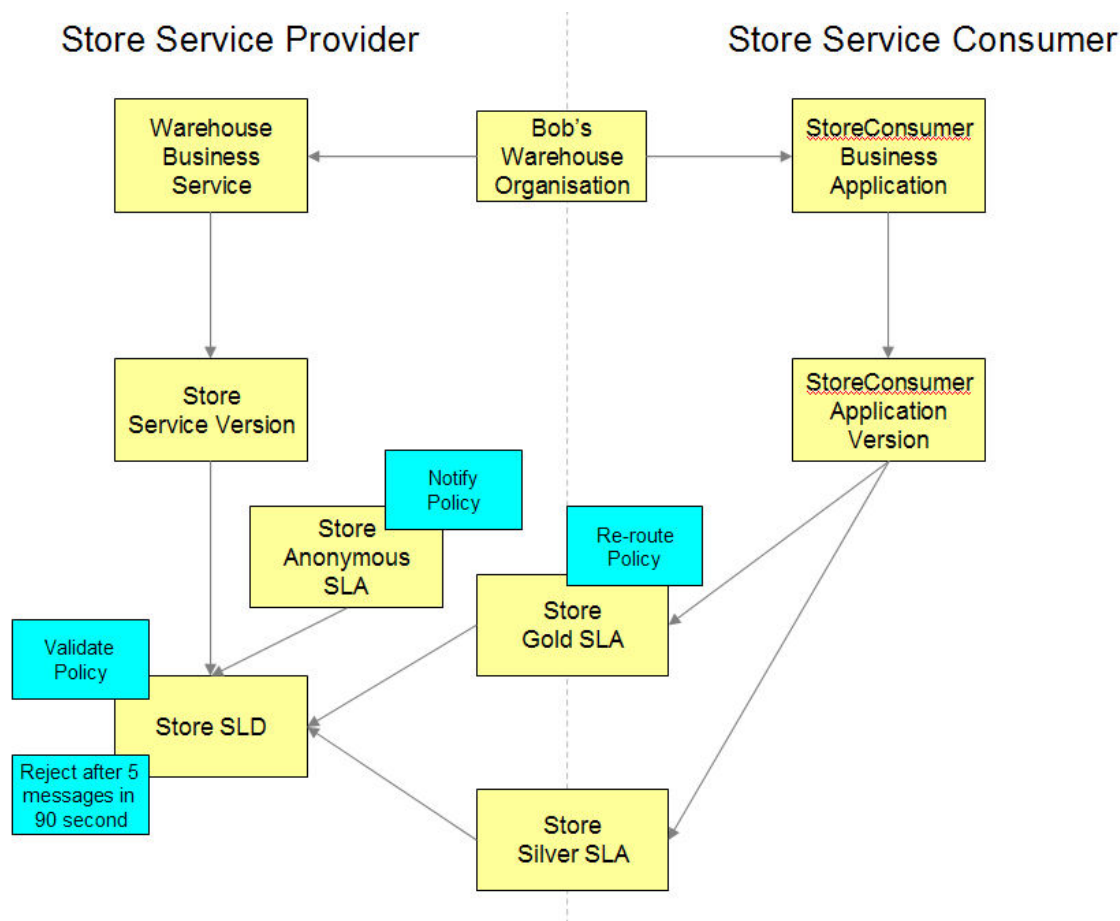 Store Service Provider
Store Service Consumer
Warehouse
Business
Service
Bob's
Warehouse
Organisation
StoreConsumer
Business
Application
Store
Service Version
StoreConsumer
Application
Version
Notify
Policy
Store
Anonymous
SLA
Re-route
Policy
Store
Gold SLA
Validate
Policy
Store SLD
Reject after 5
messages in
90 second
Store
Silver SLA